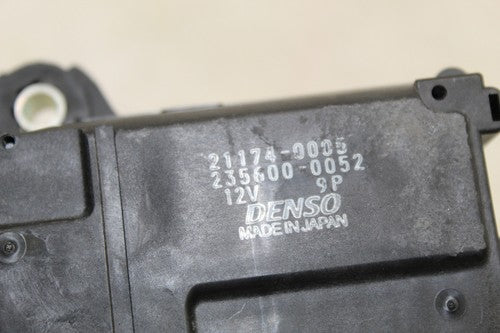 21174-0005
235600-0052
12V 9P
DENSO
MADE IN JAPAN